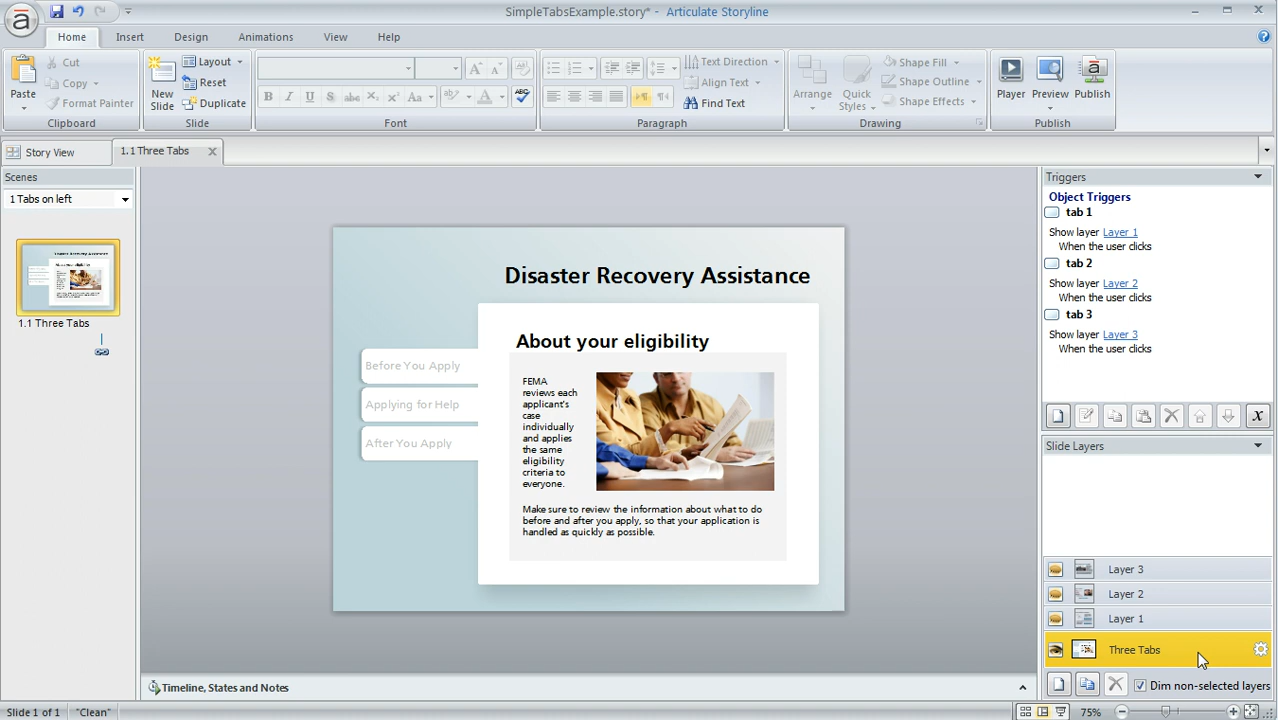 SimpleTabsExample.story* - Articulate Storyline
Home Insert Design Animations View Help
Paste
Cut
Copy
Format Painter
Clipboard
New Slide
Layout
Reset
Duplicate
Slide
Font
Text Direction
Align Text
Find Text
Paragraph
Arrange
Quick Styles
Shape Fill
Shape Outline
Shape Effects
Drawing
Player
Preview
Publish
Publish
Story View
1.1 Three Tabs
Scenes
1 Tabs on left
1.1 Three Tabs
Disaster Recovery Assistance
About your eligibility
Before You Apply
Applying for Help
After You Apply
FEMA
reviews each
applicant's
case
individually
and applies
the same
eligibility
criteria to
everyone.
Make sure to review the information about what to do
before and after you apply, so that your application is
handled as quickly as possible.
Triggers
Object Triggers
tab 1
Show layer Layer 1
When the user clicks
tab 2
Show layer Layer 2
When the user clicks
tab 3
Show layer Layer 3
When the user clicks
Slide Layers
Layer 3
Layer 2
Layer 1
Three Tabs
Dim non-selected layers
Timeline, States and Notes
Slide 1 of 1 "Clean" 75%